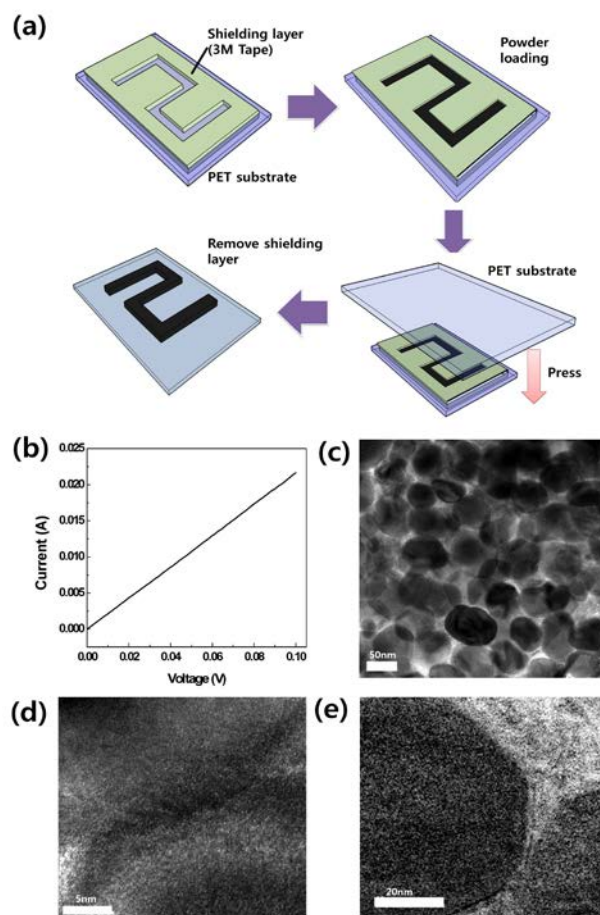 (a)
Shielding layer
(3M Tape)
PET substrate
Powder
loading
Remove shielding
layer
PET substrate
Press
(b)
0.025
0.020
0.015
0.010
0.005
0.000
Current (A)
0.00 0.02 0.04 0.06 0.08 0.10
Voltage (V)
(c)
50nm
(d)
5nm
(e)
20nm